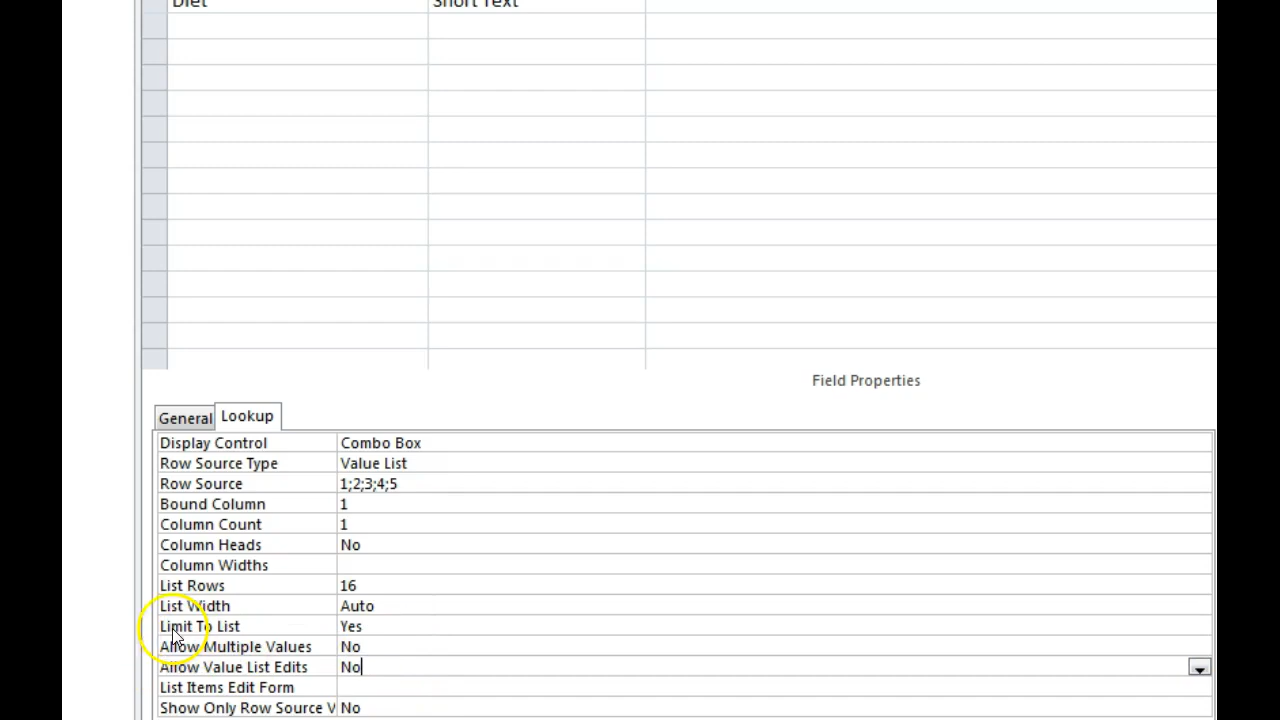 Diet Short Text
Field Properties
General Lookup
Display Control Combo Box
Row Source Type Value List
Row Source 1;2;3;4;5
Bound Column 1
Column Count 1
Column Heads No
Column Widths
List Rows 16
List Width Auto
Limit To List Yes
Allow Multiple Values No
Allow Value List Edits No
List Items Edit Form
Show Only Row Source V No